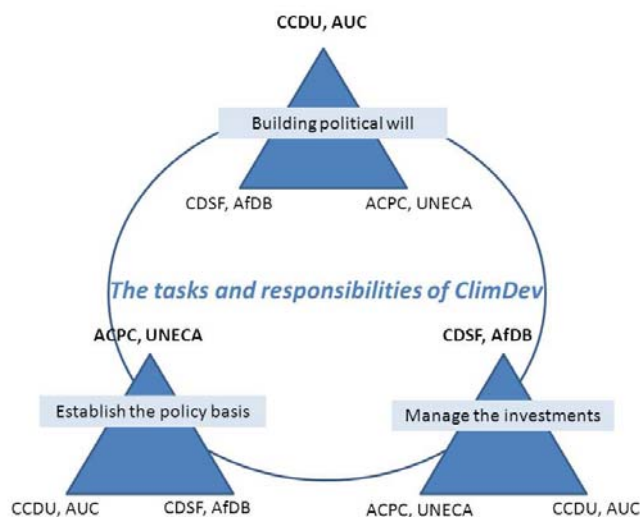 CCDU, AUC
Building political will
CDSF, AfDB
ACPC, UNECA
The tasks and responsibilities of ClimDev
ACPC, UNECA
CDSF, AfDB
Establish the policy basis
Manage the investments
CCDU, AUC
CDSF, AfDB
ACPC, UNECA
CCDU, AUC